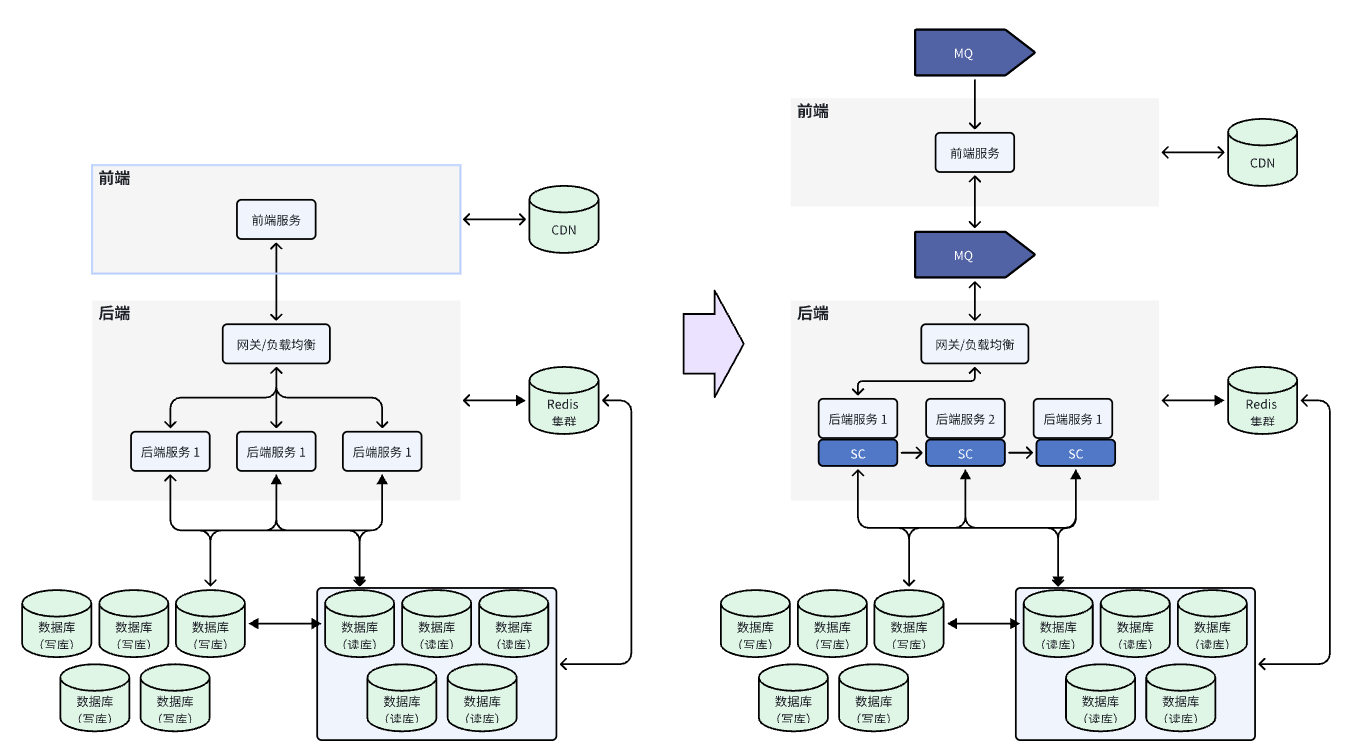 前端
前端服务
CDN
后端
网关/负载均衡
后端服务 1
后端服务 1
后端服务 1
Redis
集群
数据库
(写库)
数据库
(写库)
数据库
(写库)
数据库
(写库)
数据库
(写库)
数据库
(读库)
数据库
(读库)
数据库
(读库)
数据库
(读库)
数据库
(读库)
MQ
前端
前端服务
CDN
MQ
后端
网关/负载均衡
后端服务 1
SC
后端服务 2
SC
后端服务 1
SC
Redis
集群
数据库
(写库)
数据库
(写库)
数据库
(写库)
数据库
(写库)
数据库
(写库)
数据库
(读库)
数据库
(读库)
数据库
(读库)
数据库
(读库)
数据库
(读库)